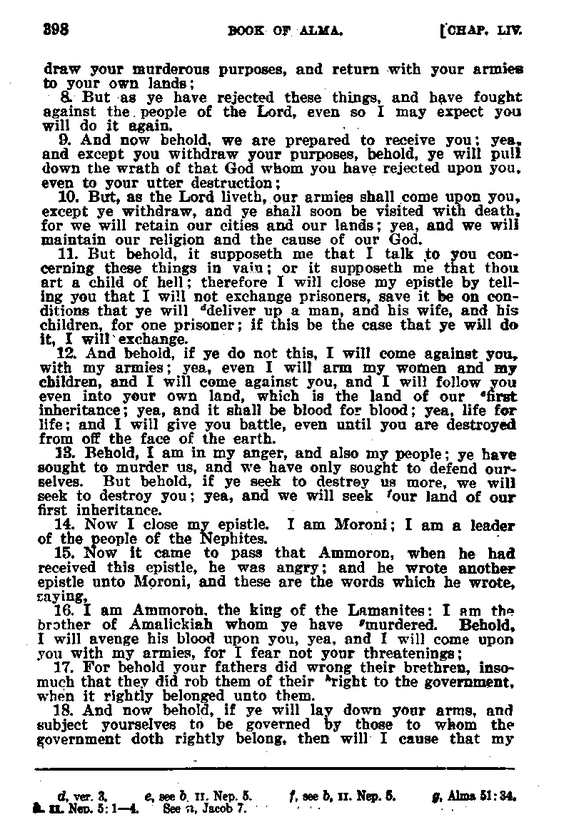 398 BOOK OF ALMA. [CHAP. LIV.
draw your murderous purposes, and return with your armies
to your own lands;
8. But as ye have rejected these things, and have fought
against the people of the Lord, even so I may expect you
will do it again.
9. And now behold, we are prepared to receive you; yea,
and except you withdraw your purposes, behold, ye will pull
down the wrath of that God whom you have rejected upon you,
even to your utter destruction;
10. But, as the Lord liveth, our armies shall come upon you,
except ye withdraw, and ye shall soon be visited with death,
for we will retain our cities and our lands; yea, and we will
maintain our religion and the cause of our God.
11. But behold, it supposeth me that I talk to you con-
cerning these things in vain; or it supposeth me that thou
art a child of hell; therefore I will close my epistle by tell-
ing you that I will not exchange prisoners, save it be on con-
ditions that ye will ᵈdeliver up a man, and his wife, and his
children, for one prisoner; if this be the case that ye will do
it, I will exchange.
12. And behold, if ye do not this, I will come against you,
with my armies; yea, even I will arm my women and my
children, and I will come against you, and I will follow you
even into your own land, which is the land of our ᵉfirst
inheritance; yea, and it shall be blood for blood; yea, life for
life; and I will give you battle, even until you are destroyed
from off the face of the earth.
13. Behold, I am in my anger, and also my people; ye have
sought to murder us, and we have only sought to defend our-
selves. But behold, if ye seek to destroy us more, we will
seek to destroy you; yea, and we will seek ᶠour land of our
first inheritance.
14. Now I close my epistle. I am Moroni; I am a leader
of the people of the Nephites.
15. Now it came to pass that Ammoron, when he had
received this epistle, he was angry; and he wrote another
epistle unto Moroni, and these are the words which he wrote,
saying,
16. I am Ammoron, the king of the Lamanites: I am the
brother of Amalickiah whom ye have ᵍmurdered. Behold,
I will avenge his blood upon you, yea, and I will come upon
you with my armies, for I fear not your threatenings;
17. For behold your fathers did wrong their brethren, inso-
much that they did rob them of their ʰright to the government,
when it rightly belonged unto them.
18. And now behold, if ye will lay down your arms, and
subject yourselves to be governed by those to whom the
government doth rightly belong, then will I cause that my
d, ver. 3. e, see b, II. Nep. 5. f, see b, II. Nep. 5. g, Alma 51:34.
h, II. Nep. 5:1—4. See a, Jacob 7.